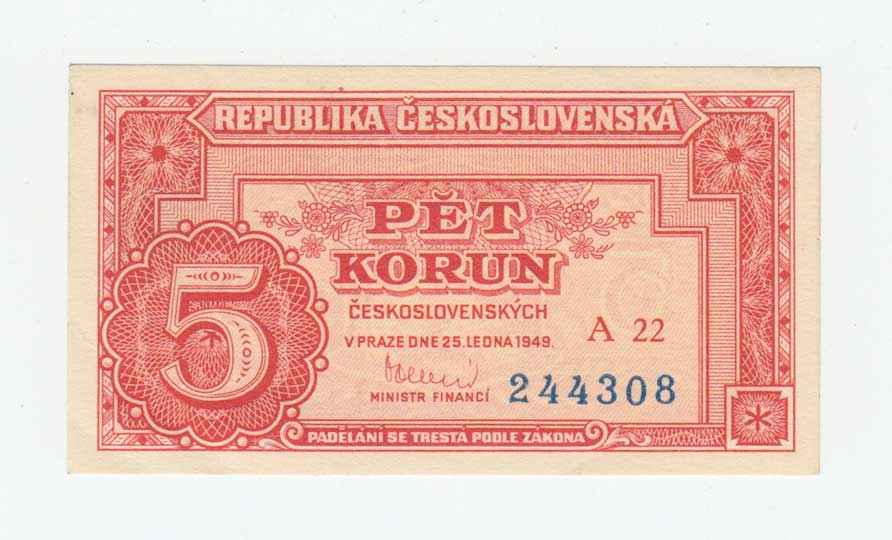 REPUBLIKA ČESKOSLOVENSKÁ
PĚT
KORUN
ČESKOSLOVENSKÝCH
V PRAZE DNE 25. LEDNA 1949.
A 22
MINISTR FINANCÍ
244308
5
PADĚLÁNÍ SE TRESTÁ PODLE ZÁKONA